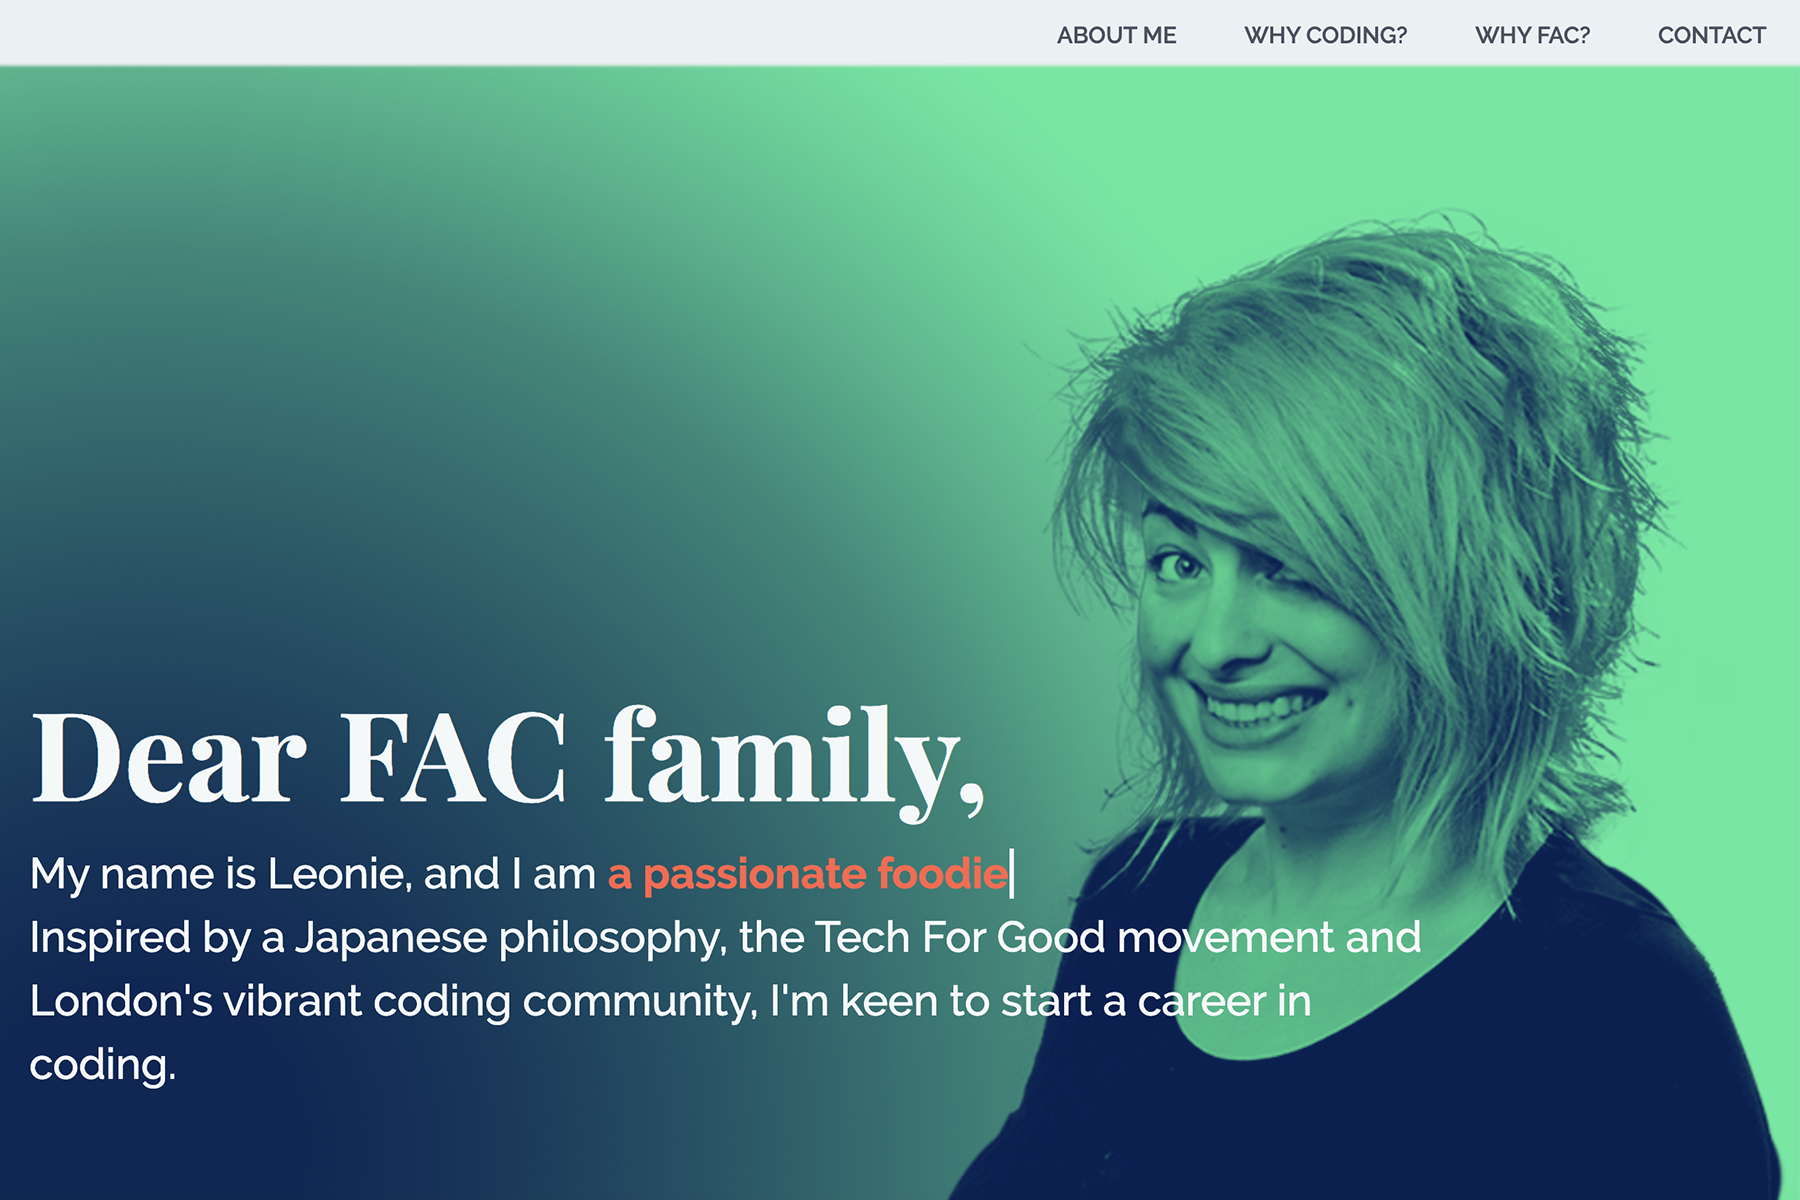 ABOUT ME WHY CODING? WHY FAC? CONTACT
Dear FAC family,
My name is Leonie, and I am a passionate foodie
Inspired by a Japanese philosophy, the Tech For Good movement and
London's vibrant coding community, I'm keen to start a career in
coding.